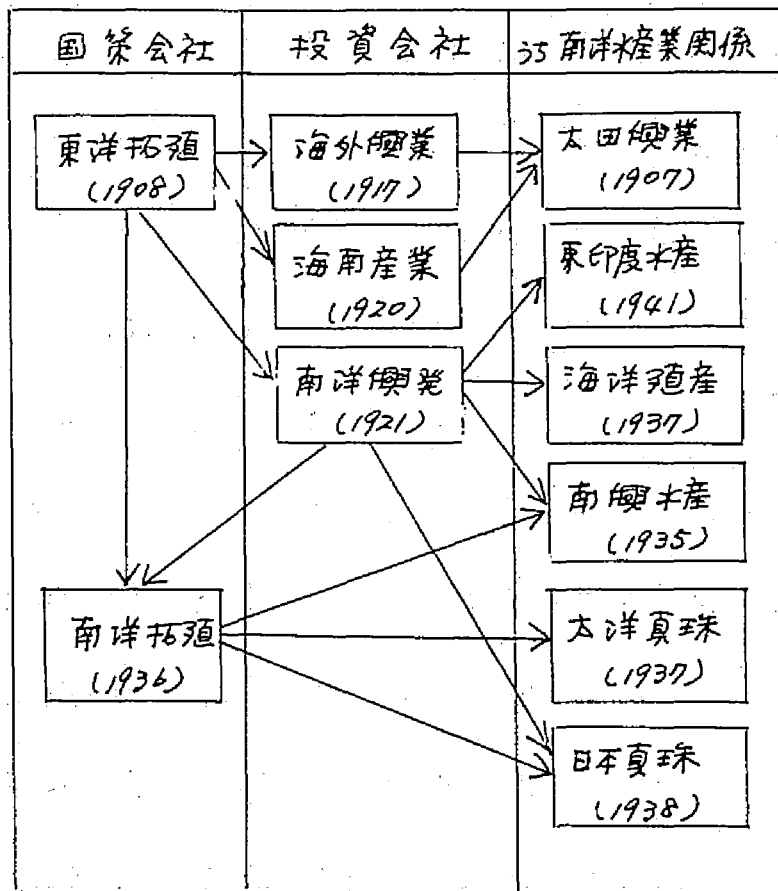 国策会社
投資会社
うち南洋水産業関係
東洋拓殖
(1908)
海外興業
(1917)
太田興業
(1907)
海南産業
(1920)
東印度水産
(1941)
南洋興発
(1921)
海洋殖産
(1937)
南興水産
(1935)
南洋拓殖
(1936)
太洋真珠
(1937)
日本真珠
(1938)